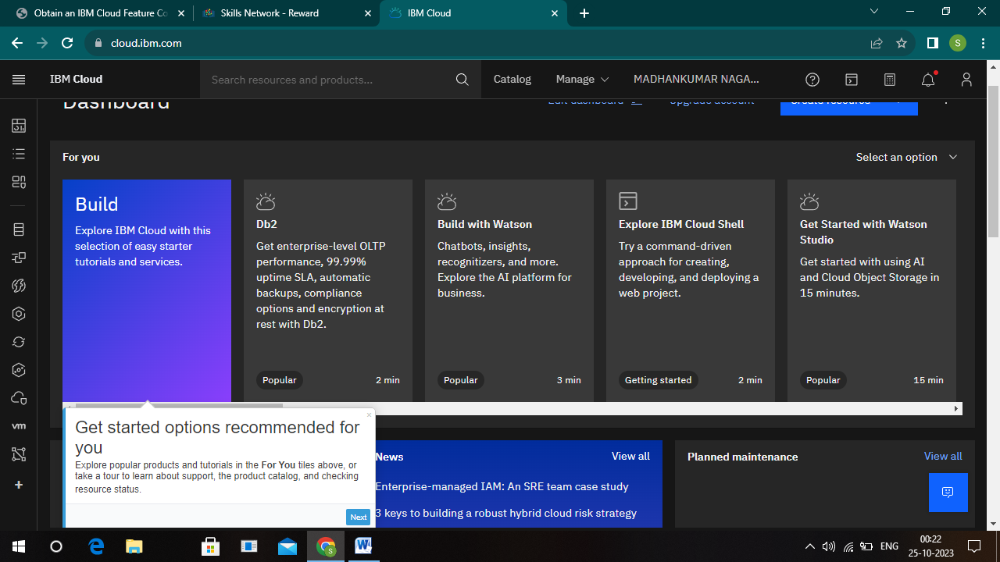 Obtain an IBM Cloud Feature Co
Skills Network - Reward
IBM Cloud
cloud.ibm.com
S
IBM Cloud
Search resources and products...
Catalog
Manage
MADHANKUMAR NAGA...
Dashboard
Edit dashboard
Upgrade account
Create resource
For you
Select an option
Build
Explore IBM Cloud with this
selection of easy starter
tutorials and services.
Db2
Get enterprise-level OLTP
performance, 99.99%
uptime SLA, automatic
backups, compliance
options and encryption at
rest with Db2.
Popular
2 min
Build with Watson
Chatbots, insights,
recognizers, and more.
Explore the AI platform for
business.
Popular
3 min
Explore IBM Cloud Shell
Try a command-driven
approach for creating,
developing, and deploying a
web project.
Getting started
2 min
Get Started with Watson
Studio
Get started with using AI
and Cloud Object Storage in
15 minutes.
Popular
15 min
Get started options recommended for
you
Explore popular products and tutorials in the For You tiles above, or
take a tour to learn about support, the product catalog, and checking
resource status.
Next
News
View all
Enterprise-managed IAM: An SRE team case study
3 keys to building a robust hybrid cloud risk strategy
Planned maintenance
View all
vm
S
W
ENG
00:22
25-10-2023